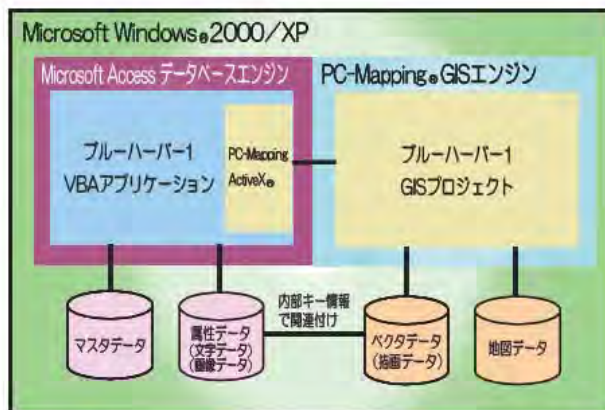 Microsoft Windows®2000/XP
Microsoft Access データベースエンジン
PC-Mapping®GISエンジン
ブルーハーバー1
VBAアプリケーション
PC-Mapping
ActiveX®
ブルーハーバー1
GISプロジェクト
マスタデータ
属性データ
(文字データ)
(画像データ)
内部キー情報
で関連付け
ベクタデータ
(描画データ)
地図データ